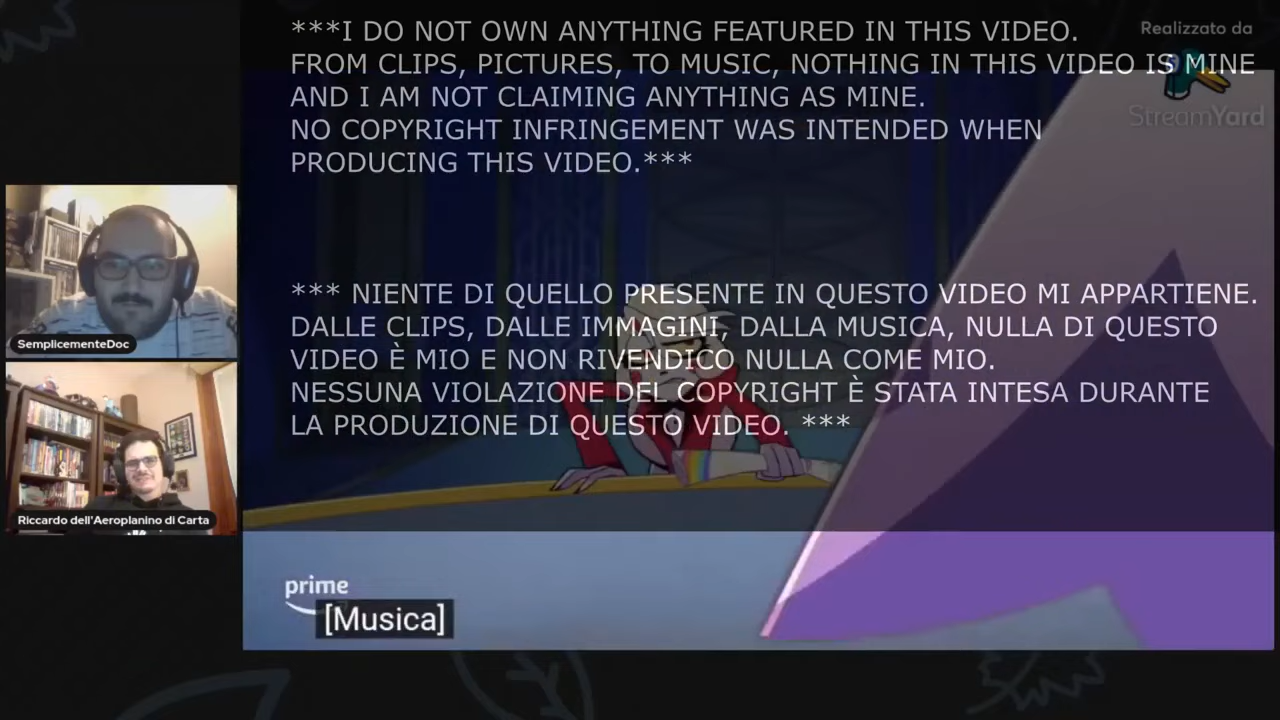 ***I DO NOT OWN ANYTHING FEATURED IN THIS VIDEO.
FROM CLIPS, PICTURES, TO MUSIC, NOTHING IN THIS VIDEO IS MINE
AND I AM NOT CLAIMING ANYTHING AS MINE.
NO COPYRIGHT INFRINGEMENT WAS INTENDED WHEN
PRODUCING THIS VIDEO.***
Realizzato da
StreamYard
*** NIENTE DI QUELLO PRESENTE IN QUESTO VIDEO MI APPARTIENE.
DALLE CLIPS, DALLE IMMAGINI, DALLA MUSICA, NULLA DI QUESTO
VIDEO È MIO E NON RIVENDICO NULLA COME MIO.
NESSUNA VIOLAZIONE DEL COPYRIGHT È STATA INTESA DURANTE
LA PRODUZIONE DI QUESTO VIDEO. ***
SemplicementeDoc
Riccardo dell'Aeroplanino di Carta
prime
[Musica]